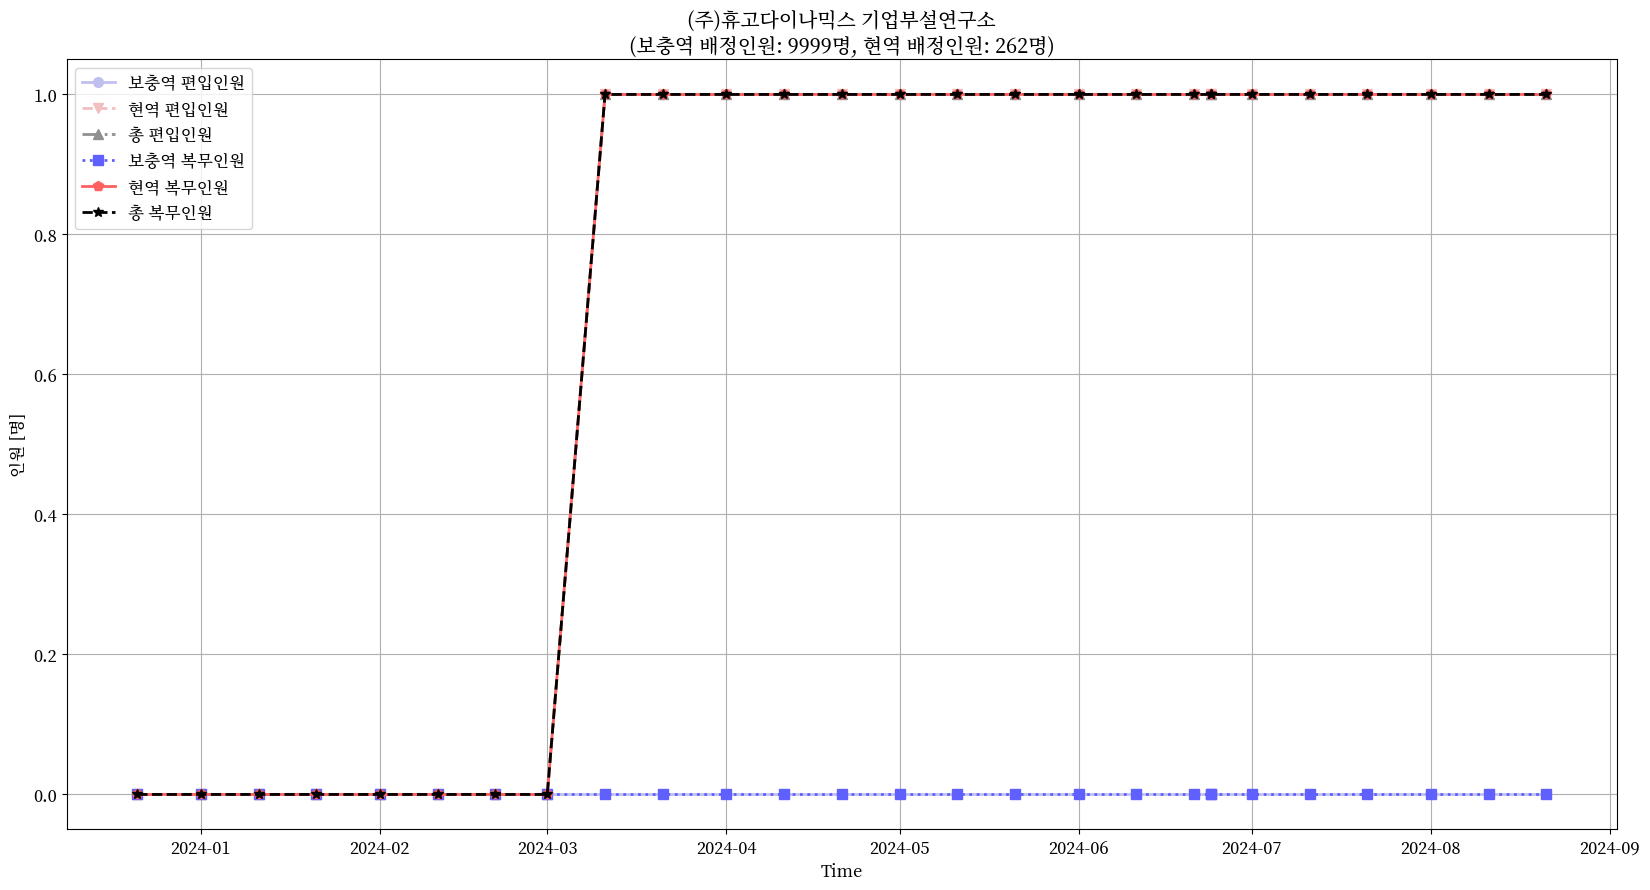 (주)휴고다이나믹스 기업부설연구소
(보충역 배정인원: 9999명, 현역 배정인원: 262명)
보충역 편입인원
현역 편입인원
총 편입인원
보충역 복무인원
현역 복무인원
총 복무인원
1.0
0.8
0.6
0.4
0.2
0.0
인원 [명]
2024-01 2024-02 2024-03 2024-04 2024-05 2024-06 2024-07 2024-08 2024-09
Time